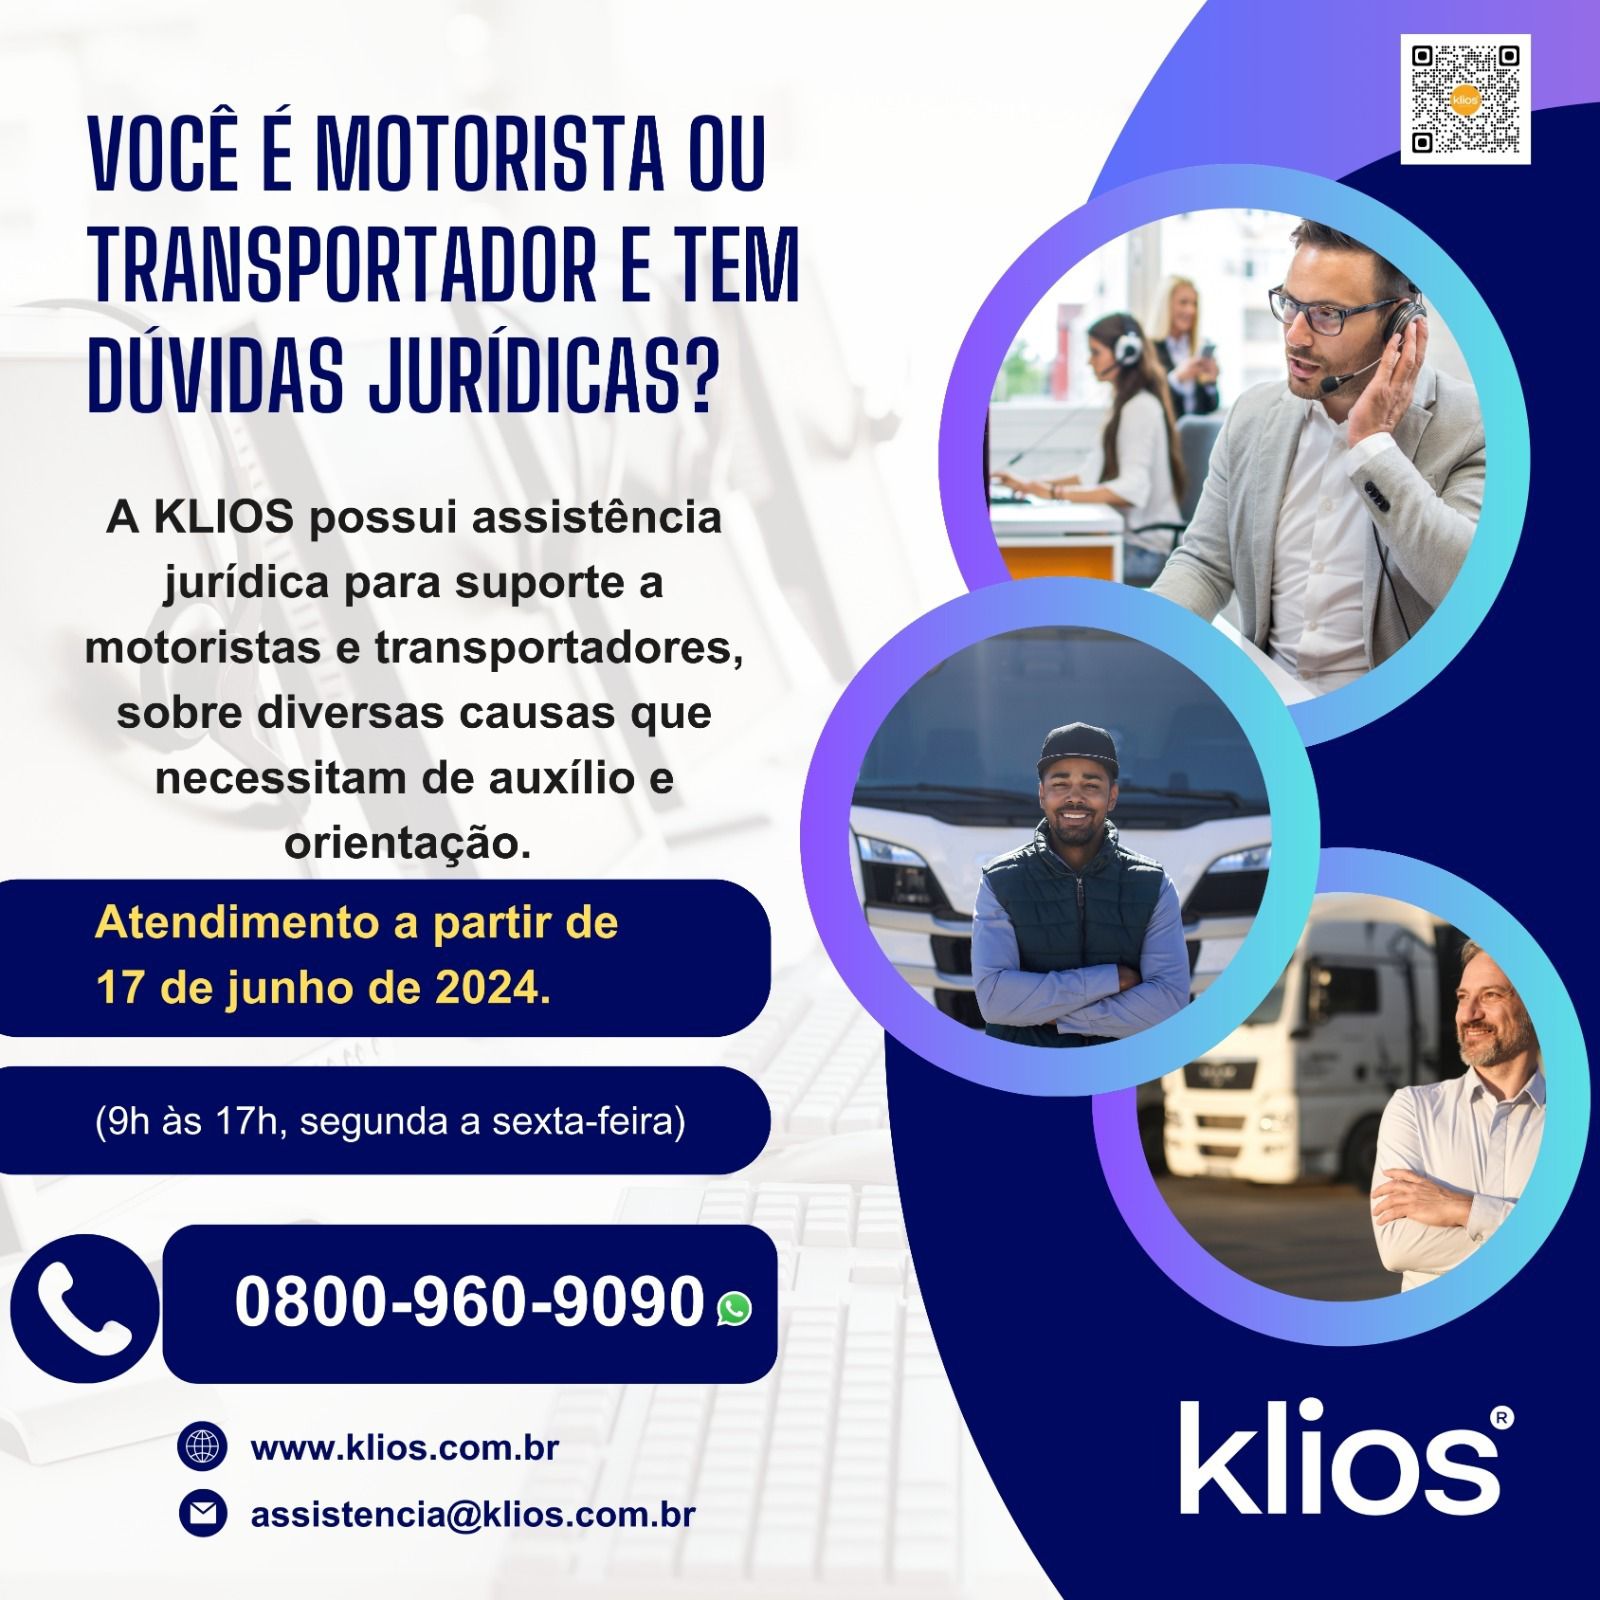 klios
VOCÊ É MOTORISTA OU
TRANSPORTADOR E TEM
DÚVIDAS JURÍDICAS?
A KLIOS possui assistência
jurídica para suporte a
motoristas e transportadores,
sobre diversas causas que
necessitam de auxílio e
orientação.
Atendimento a partir de
17 de junho de 2024.
(9h às 17h, segunda a sexta-feira)
0800-960-9090
www.klios.com.br
assistencia@klios.com.br
klios®